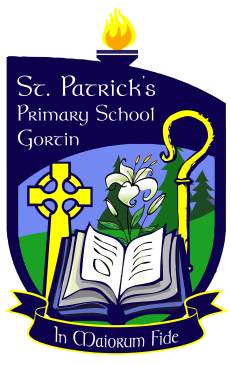 St. Patrick's
Primary School
Gortin
In Maiorum Fide